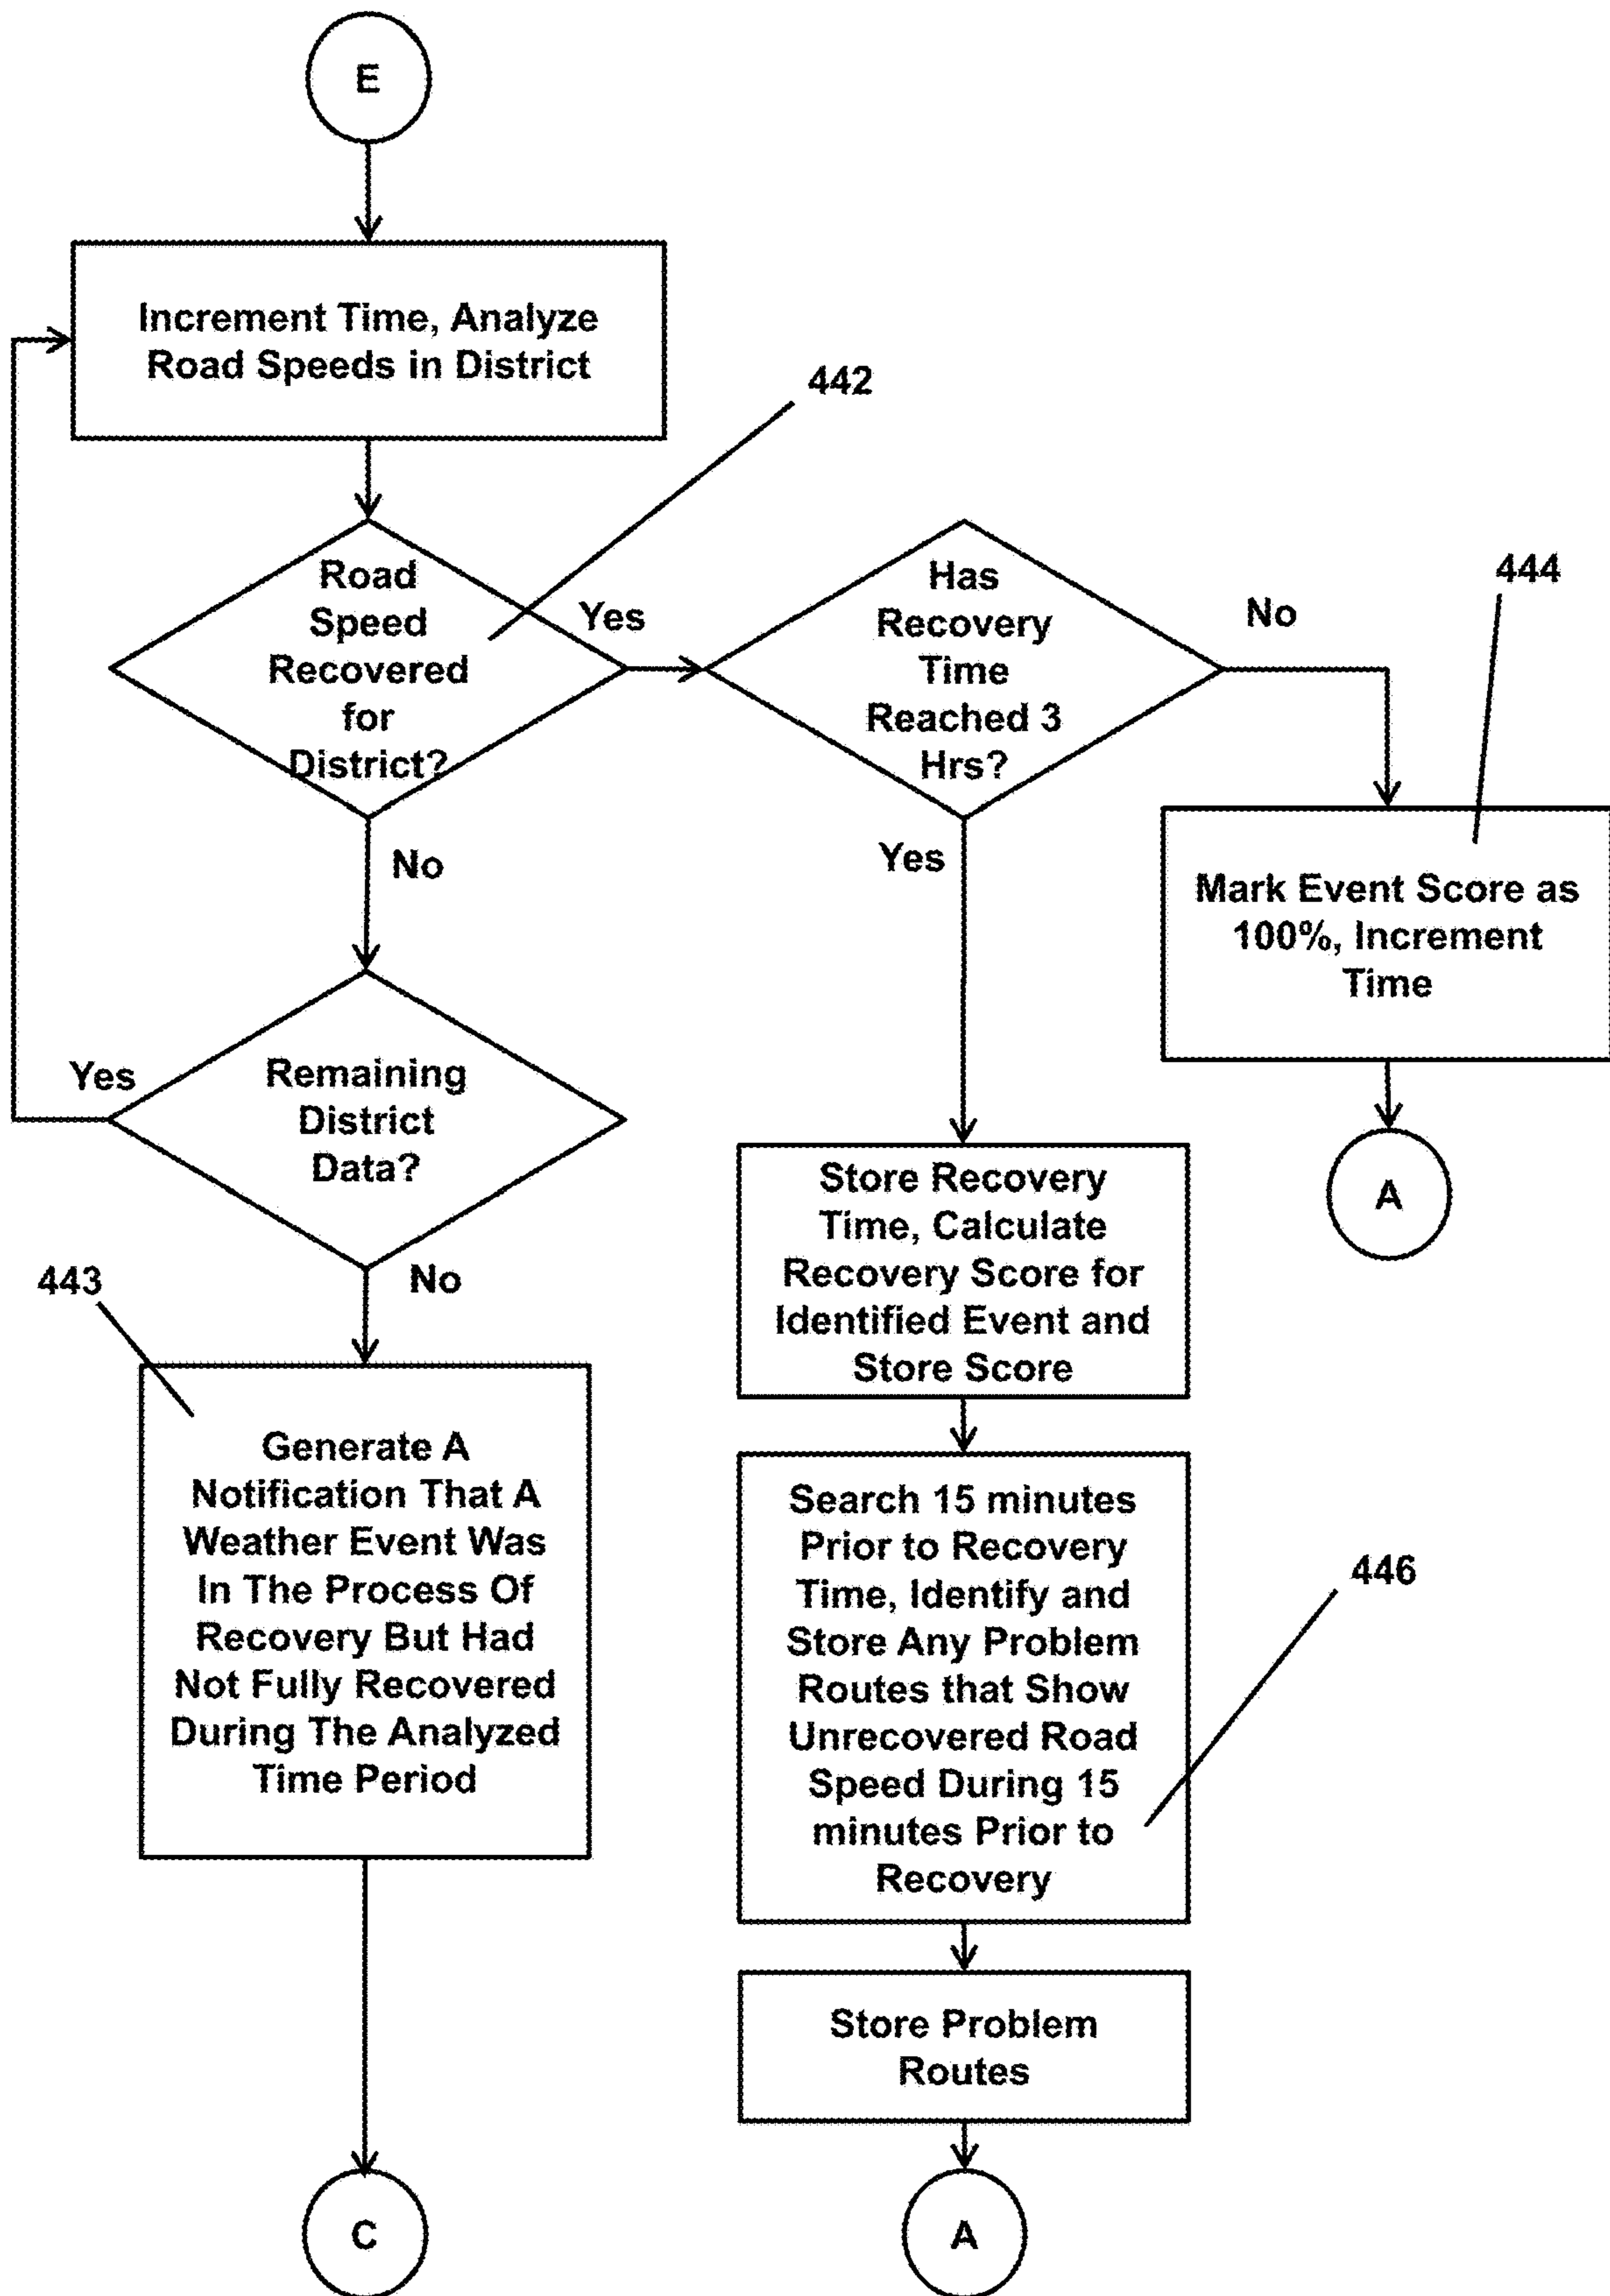 E
Increment Time, Analyze
Road Speeds in District
442
Road
Speed
Recovered
for
District?
Yes
Has
Recovery
Time
Reached 3
Hrs?
No
444
Mark Event Score as
100%, Increment
Time
A
No
Yes
Remaining
District
Data?
Yes
No
443
Generate A
Notification That A
Weather Event Was
In The Process Of
Recovery But Had
Not Fully Recovered
During The Analyzed
Time Period
C
Store Recovery
Time, Calculate
Recovery Score for
Identified Event and
Store Score
Search 15 minutes
Prior to Recovery
Time, Identify and
Store Any Problem
Routes that Show
Unrecovered Road
Speed During 15
minutes Prior to
Recovery
446
Store Problem
Routes
A